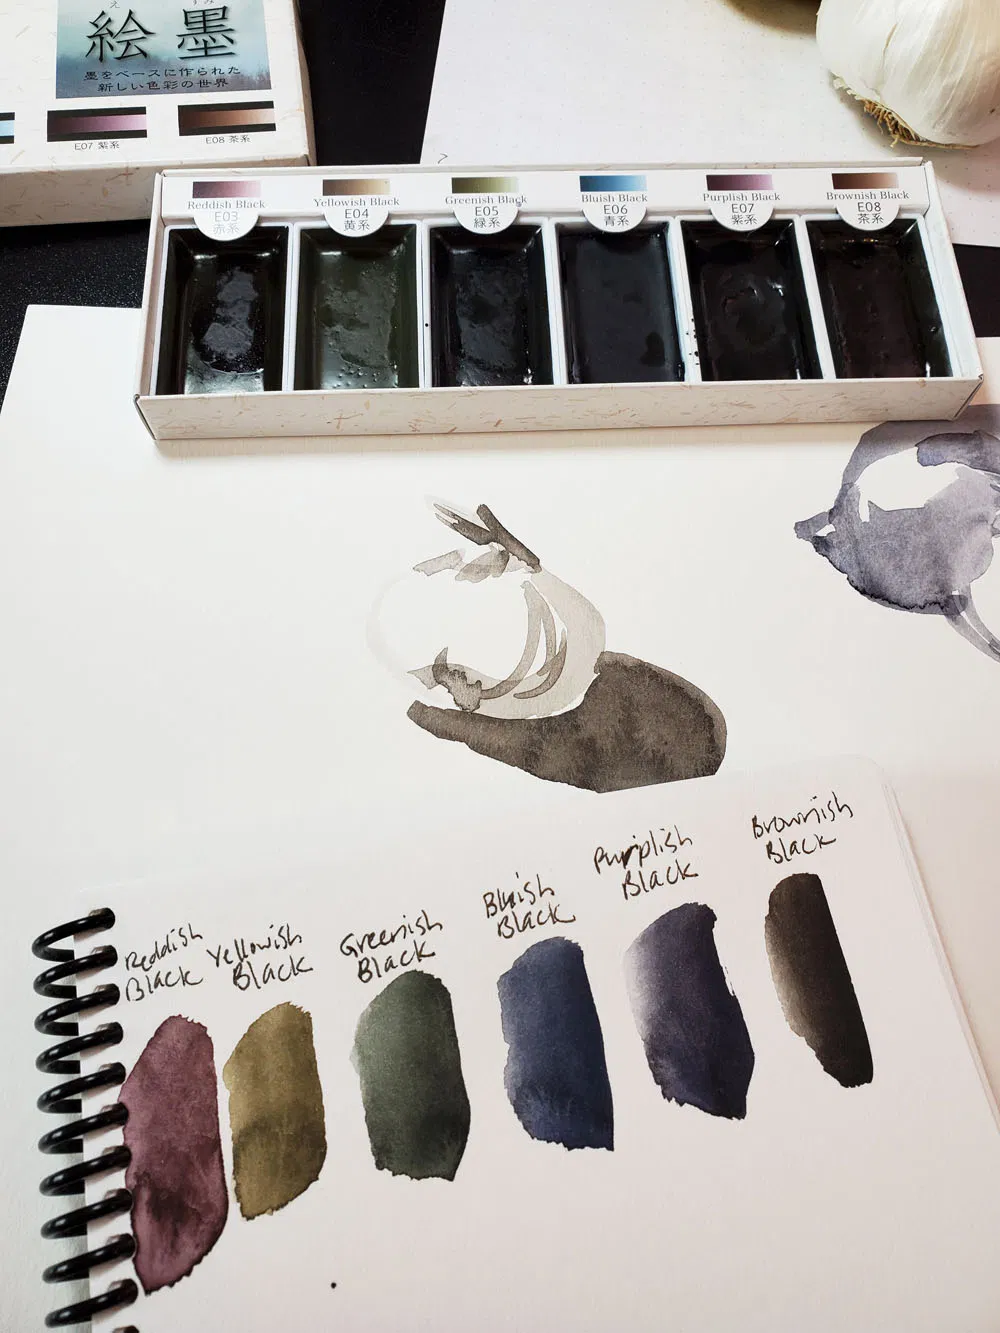 え すみ
絵墨
墨をベースに作られた
新しい色彩の世界
E07 紫系
E08 茶系
Reddish Black
E03
赤系
Yellowish Black
E04
黄系
Greenish Black
E05
緑系
Bluish Black
E06
青系
Purplish Black
E07
紫系
Brownish Black
E08
茶系
Reddish
Black
Yellowish
Black
Greenish
Black
Bluish
Black
Purplish
Black
Brownish
Black